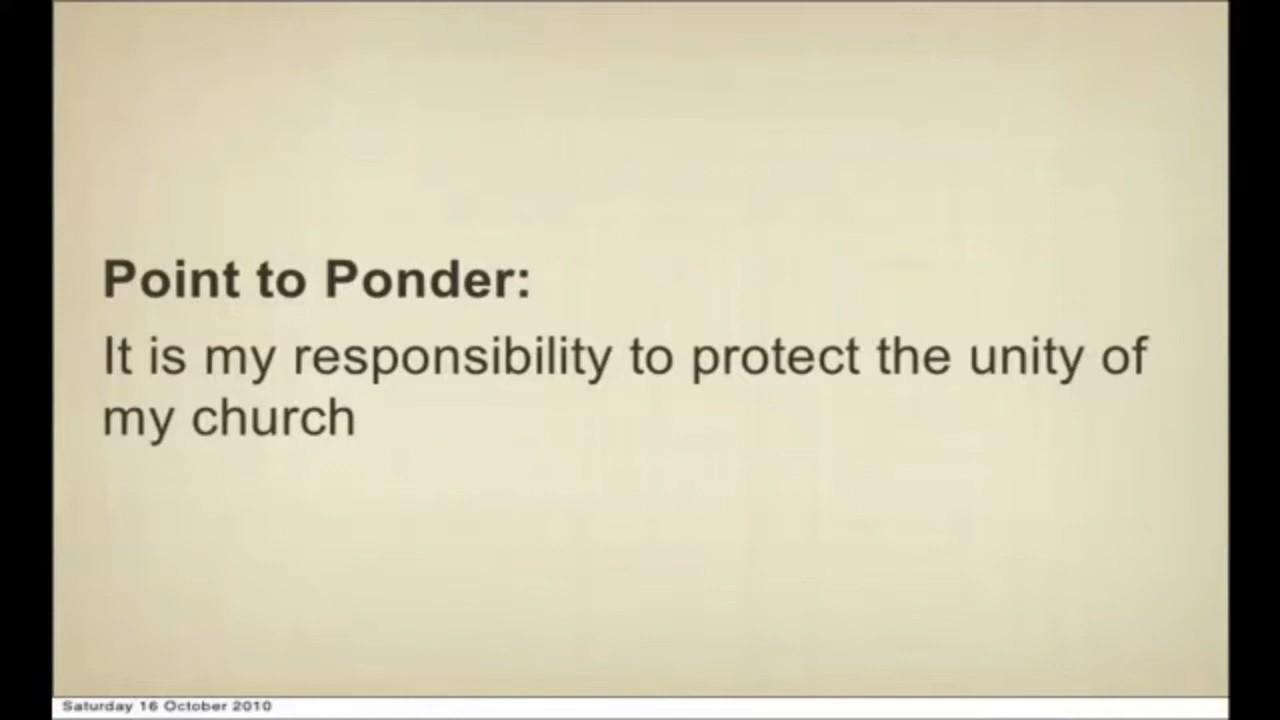 Point to Ponder:
It is my responsibility to protect the unity of
my church
Saturday 16 October 2010